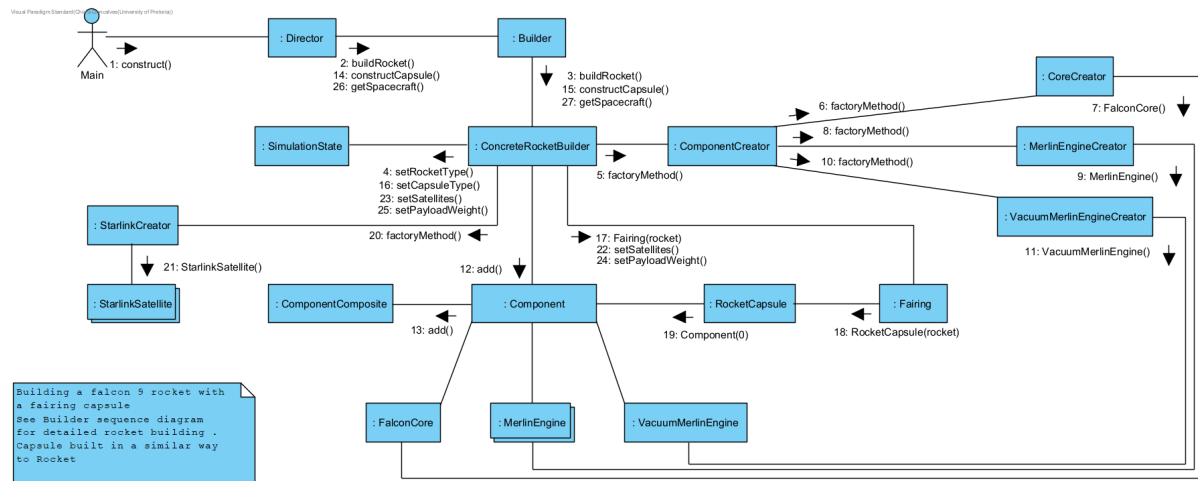 Visual Paradigm Standard(Chris Goncalves(University of Pretoria))
Main
1: construct()
: Director
2: buildRocket()
14: constructCapsule()
26: getSpacecraft()
: Builder
3: buildRocket()
15: constructCapsule()
27: getSpacecraft()
: CoreCreator
6: factoryMethod()
7: FalconCore()
: SimulationState
: ConcreteRocketBuilder
: ComponentCreator
8: factoryMethod()
: MerlinEngineCreator
10: factoryMethod()
4: setRocketType()
16: setCapsuleType()
23: setSatellites()
25: setPayloadWeight()
5: factoryMethod()
9: MerlinEngine()
: StarlinkCreator
: VacuumMerlinEngineCreator
20: factoryMethod()
17: Fairing(rocket)
22: setSatellites()
24: setPayloadWeight()
11: VacuumMerlinEngine()
21: StarlinkSatellite()
12: add()
: StarlinkSatellite
: ComponentComposite
: Component
: RocketCapsule
: Fairing
13: add()
19: Component(0)
18: RocketCapsule(rocket)
Building a falcon 9 rocket with
a fairing capsule
See Builder sequence diagram
for detailed rocket building .
Capsule built in a similar way
to Rocket
: FalconCore
: MerlinEngine
: VacuumMerlinEngine